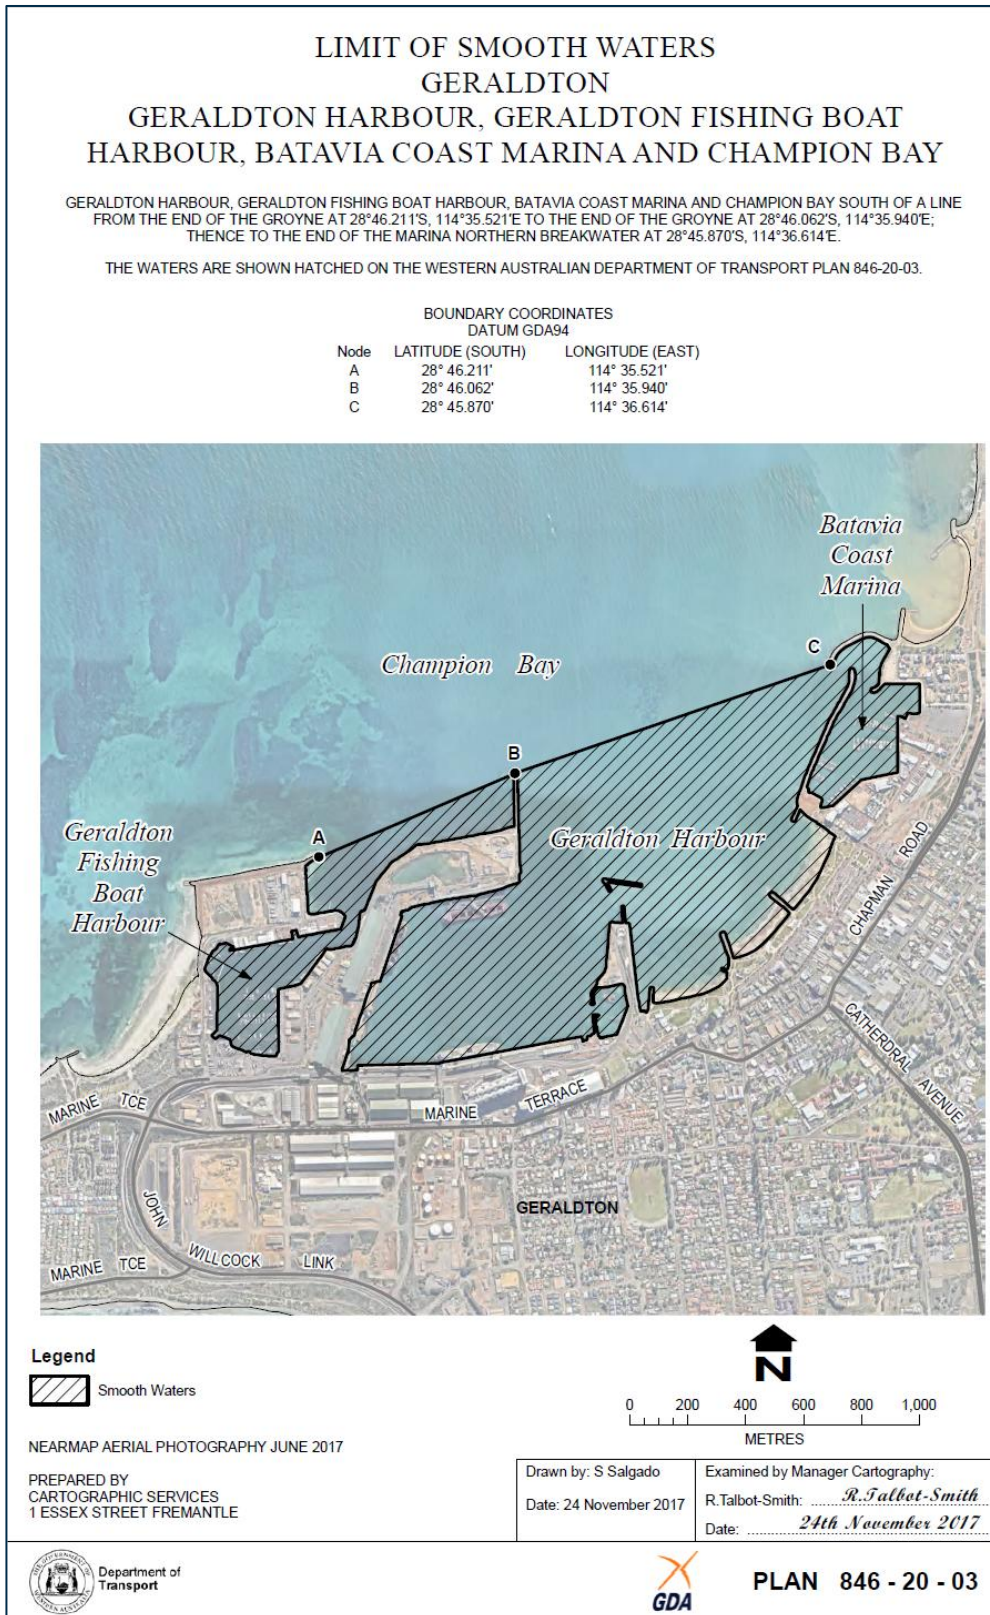 LIMIT OF SMOOTH WATERS
GERALDTON
GERALDTON HARBOUR, GERALDTON FISHING BOAT
HARBOUR, BATAVIA COAST MARINA AND CHAMPION BAY
GERALDTON HARBOUR, GERALDTON FISHING BOAT HARBOUR, BATAVIA COAST MARINA AND CHAMPION BAY SOUTH OF A LINE
FROM THE END OF THE GROYNE AT 28°46.211'S, 114°35.521'E TO THE END OF THE GROYNE AT 28°46.062'S, 114°35.940'E;
THENCE TO THE END OF THE MARINA NORTHERN BREAKWATER AT 28°45.870'S, 114°36.614'E.
THE WATERS ARE SHOWN HATCHED ON THE WESTERN AUSTRALIAN DEPARTMENT OF TRANSPORT PLAN 846-20-03.
BOUNDARY COORDINATES
DATUM GDA94
Node LATITUDE (SOUTH) LONGITUDE (EAST)
A 28° 46.211' 114° 35.521'
B 28° 46.062' 114° 35.940'
C 28° 45.870' 114° 36.614'
Batavia
Coast
Marina
C
Champion Bay
B
A
Geraldton
Fishing
Boat
Harbour
Geraldton Harbour
CHAPMAN ROAD
CATHERDRAL AVENUE
MARINE TCE
MARINE TERRACE
JOHN WILLCOCK LINK
GERALDTON
MARINE TCE
Legend
Smooth Waters
N
0 200 400 600 800 1,000
METRES
NEARMAP AERIAL PHOTOGRAPHY JUNE 2017
PREPARED BY
CARTOGRAPHIC SERVICES
1 ESSEX STREET FREMANTLE
Drawn by: S Salgado
Date: 24 November 2017
Examined by Manager Cartography:
R.Talbot-Smith: R.Talbot-Smith
Date: 24th November 2017
Department of
Transport
GDA
PLAN 846 - 20 - 03